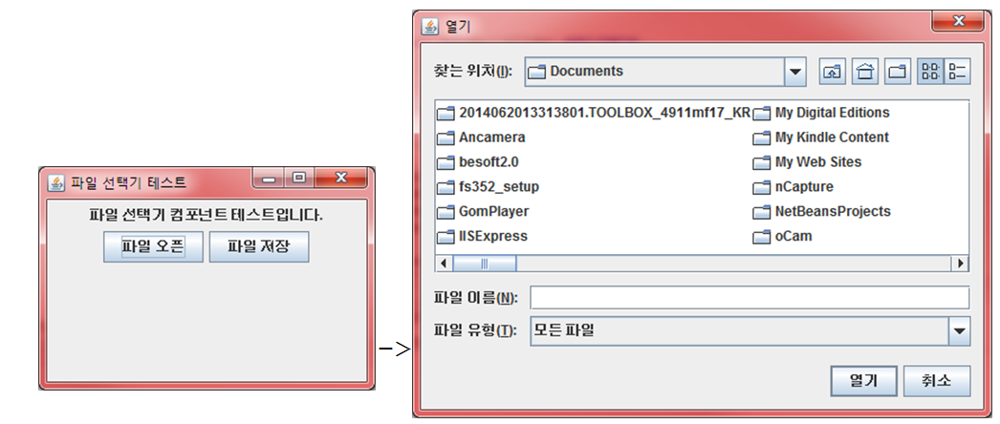 파일 선택기 테스트
파일 선택기 컴포넌트 테스트입니다.
파일 오픈 파일 저장
->
열기
찾는 위치(I): Documents
2014062013313801.TOOLBOX_4911mf17_KR My Digital Editions
Ancamera My Kindle Content
besoft2.0 My Web Sites
fs352_setup nCapture
GomPlayer NetBeansProjects
IISExpress oCam
파일 이름(N):
파일 유형(T): 모든 파일
열기 취소